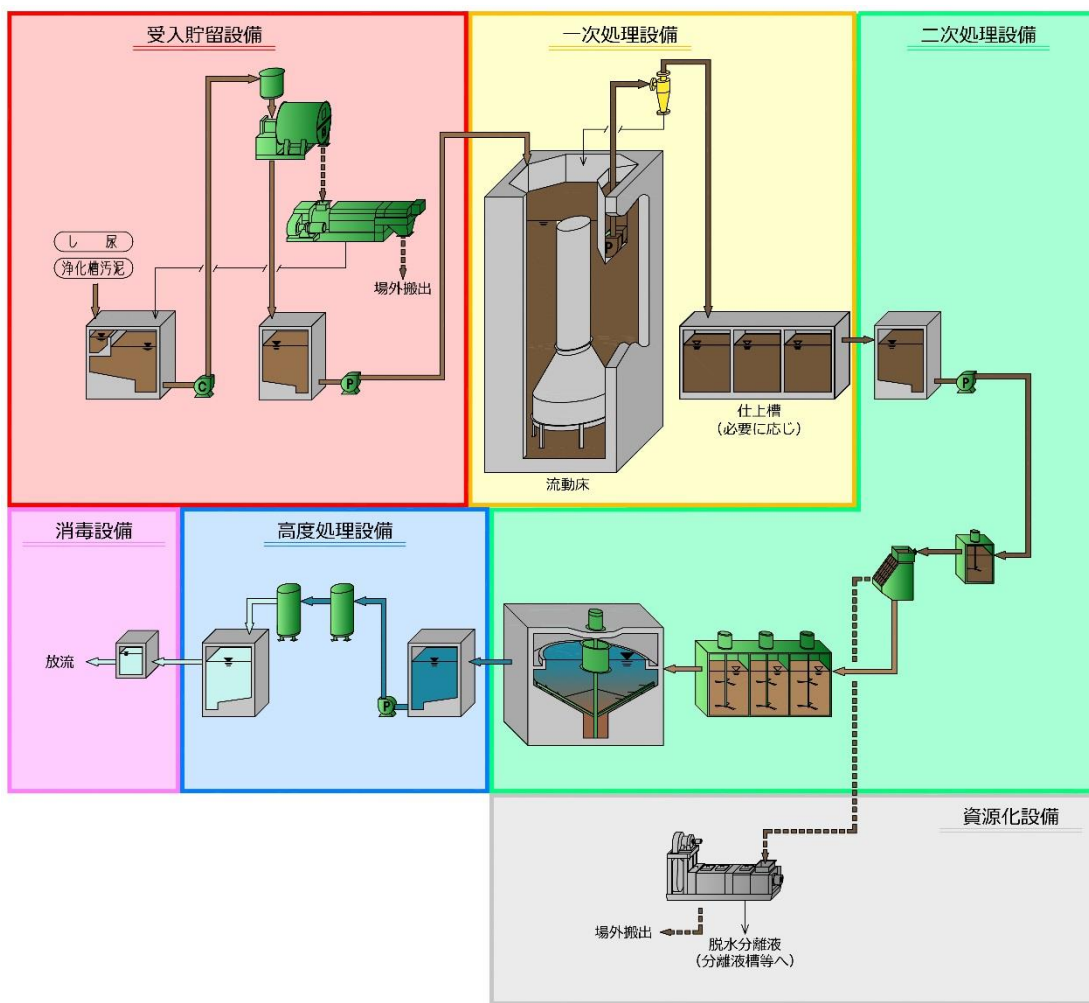 受入貯留設備
一次処理設備
二次処理設備
し 尿
浄化槽汚泥
場外搬出
C
P
P
仕上槽
(必要に応じ)
P
流動床
消毒設備
高度処理設備
放流
P
資源化設備
場外搬出
脱水分離液
(分離液槽等へ)